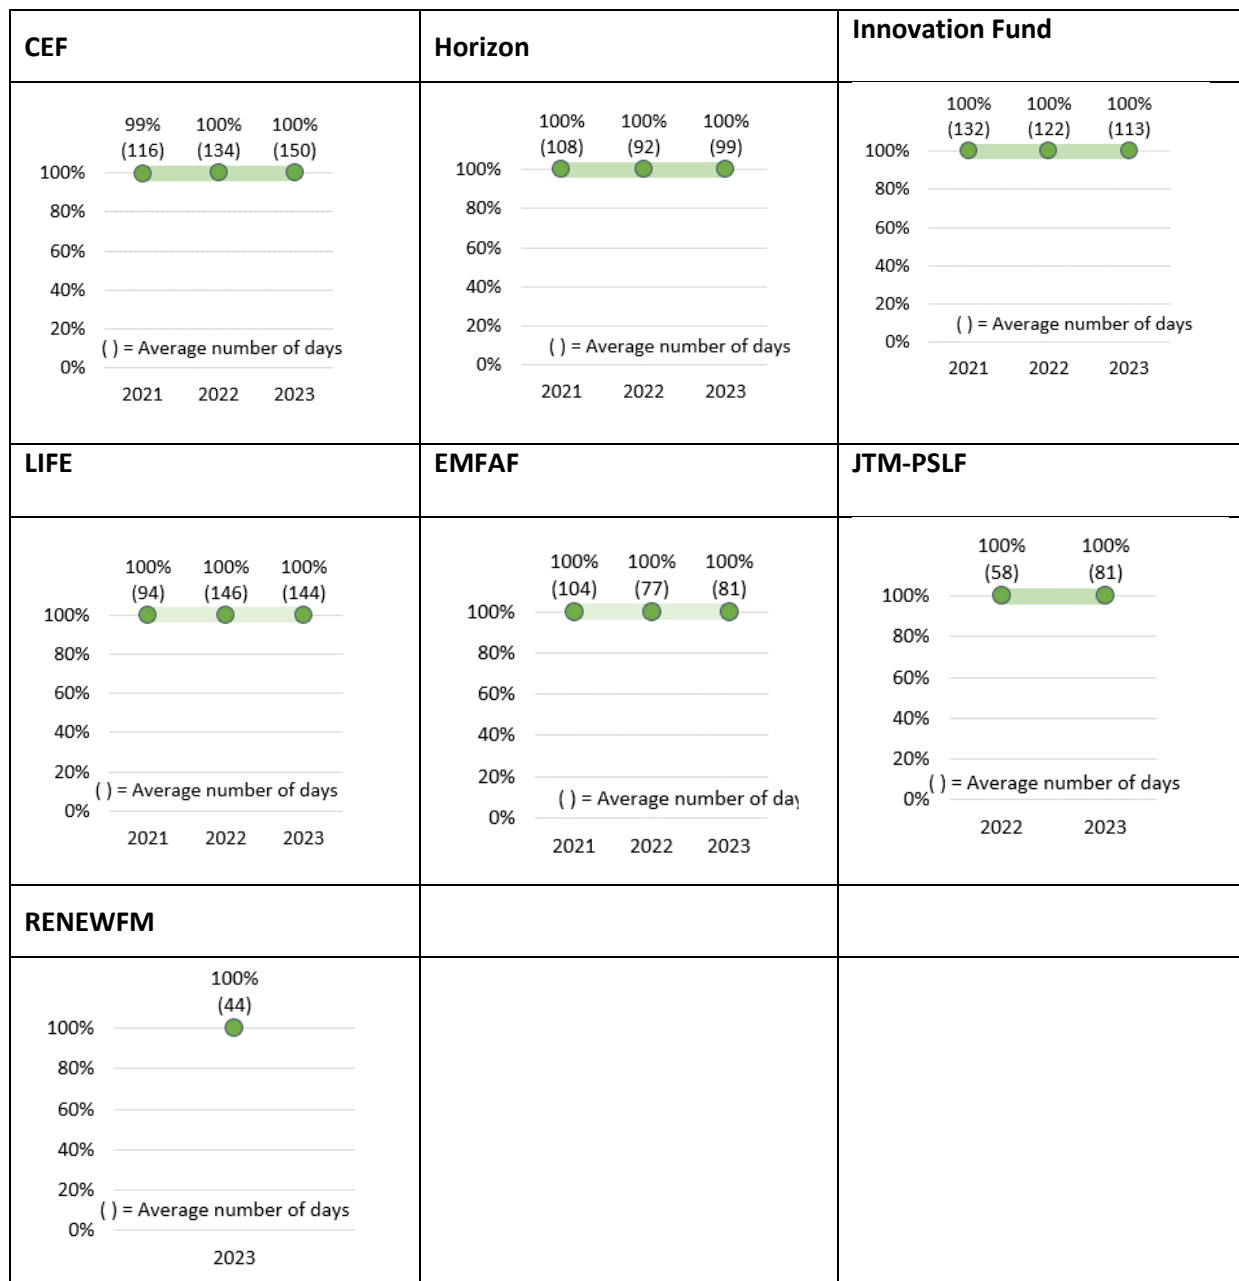 CEF
Horizon
Innovation Fund
99% 100% 100%
(116) (134) (150)
100%
80%
60%
40%
20%
( ) = Average number of days
0%
2021 2022 2023
100% 100% 100%
(108) (92) (99)
100%
80%
60%
40%
20%
( ) = Average number of days
0%
2021 2022 2023
100% 100% 100%
(132) (122) (113)
100%
80%
60%
40%
20%
( ) = Average number of days
0%
2021 2022 2023
LIFE
EMFAF
JTM-PSLF
100% 100% 100%
(94) (146) (144)
100%
80%
60%
40%
20%
( ) = Average number of days
0%
2021 2022 2023
100% 100% 100%
(104) (77) (81)
100%
80%
60%
40%
20%
( ) = Average number of day
0%
2021 2022 2023
100% 100%
(58) (81)
100%
80%
60%
40%
20%
( ) = Average number of days
0%
2022 2023
RENEWFM
100%
(44)
100%
80%
60%
40%
20%
( ) = Average number of days
0%
2023